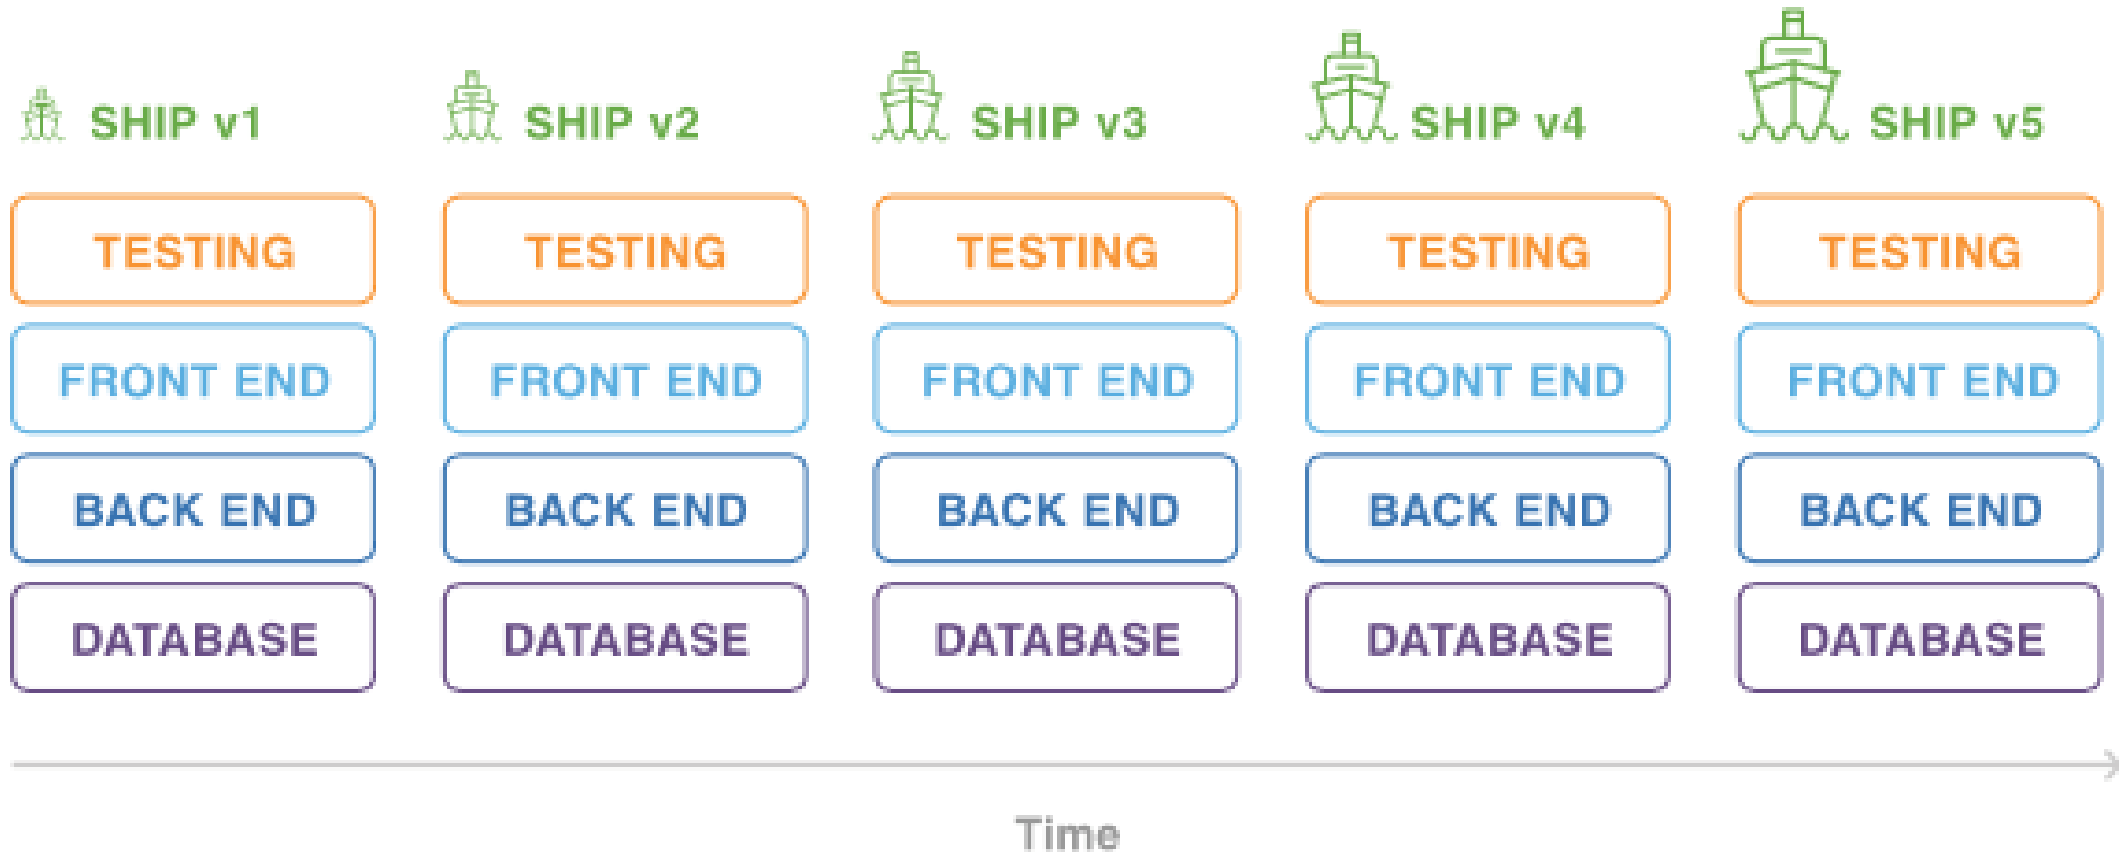 SHIP v1 SHIP v2 SHIP v3 SHIP v4 SHIP v5
TESTING TESTING TESTING TESTING TESTING
FRONT END FRONT END FRONT END FRONT END FRONT END
BACK END BACK END BACK END BACK END BACK END
DATABASE DATABASE DATABASE DATABASE DATABASE
Time